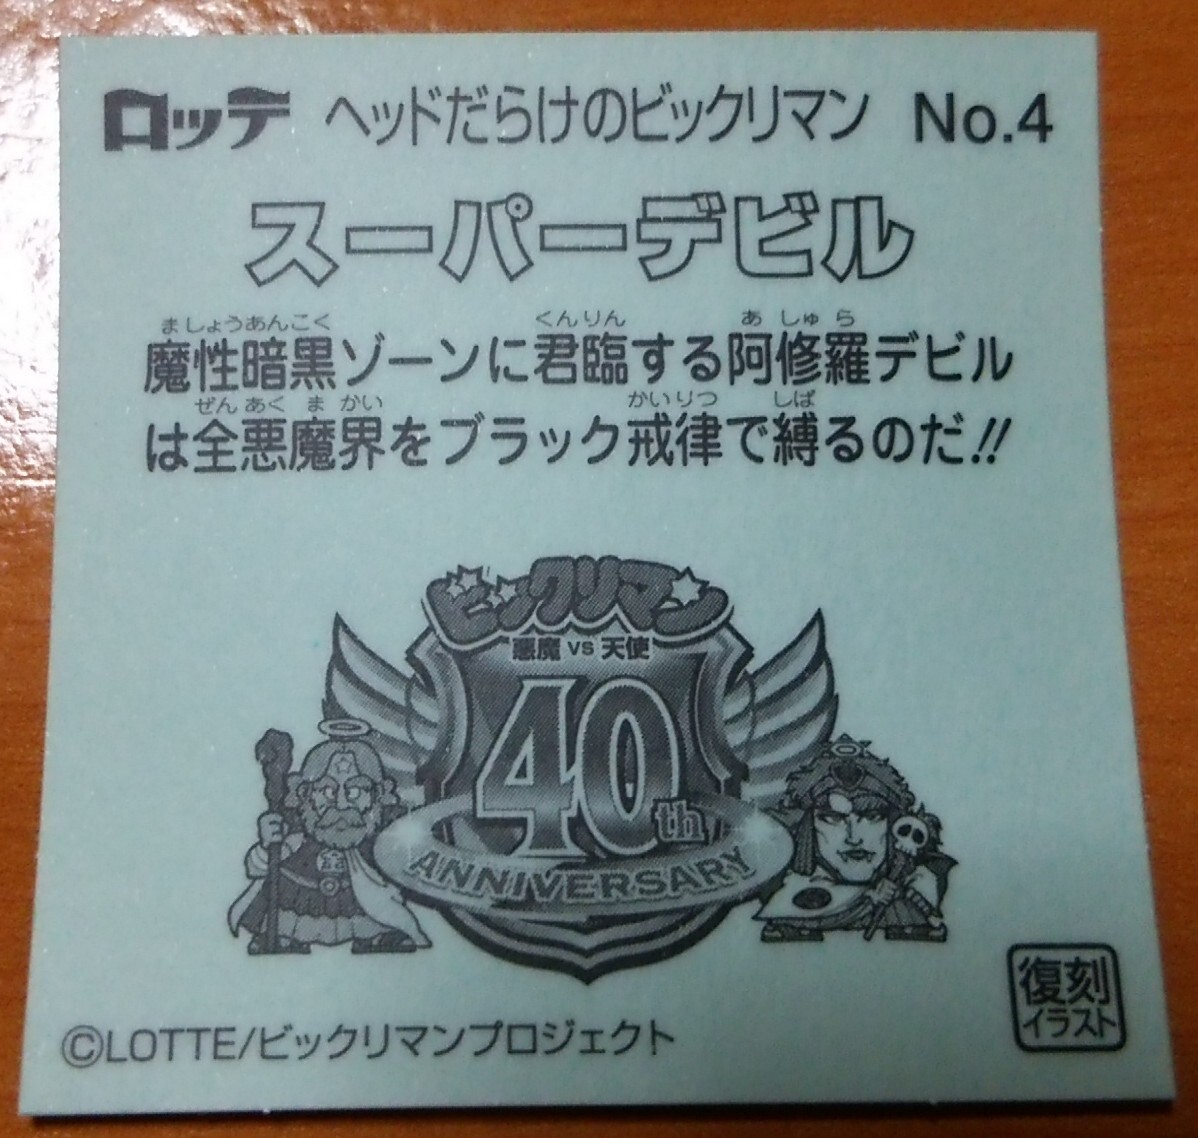 ロッテ ヘッドだらけのビックリマン No.4
スーパーデビル
ましょうあんこく くんりん あしゅら
魔性暗黒ゾーンに君臨する阿修羅デビル
ぜんあくまかい かいりつ しば
は全悪魔界をブラック戒律で縛るのだ!!
ビックリマン
悪魔 VS 天使
40th
ANNIVERSARY
復刻
イラスト
©LOTTE/ビックリマンプロジェクト